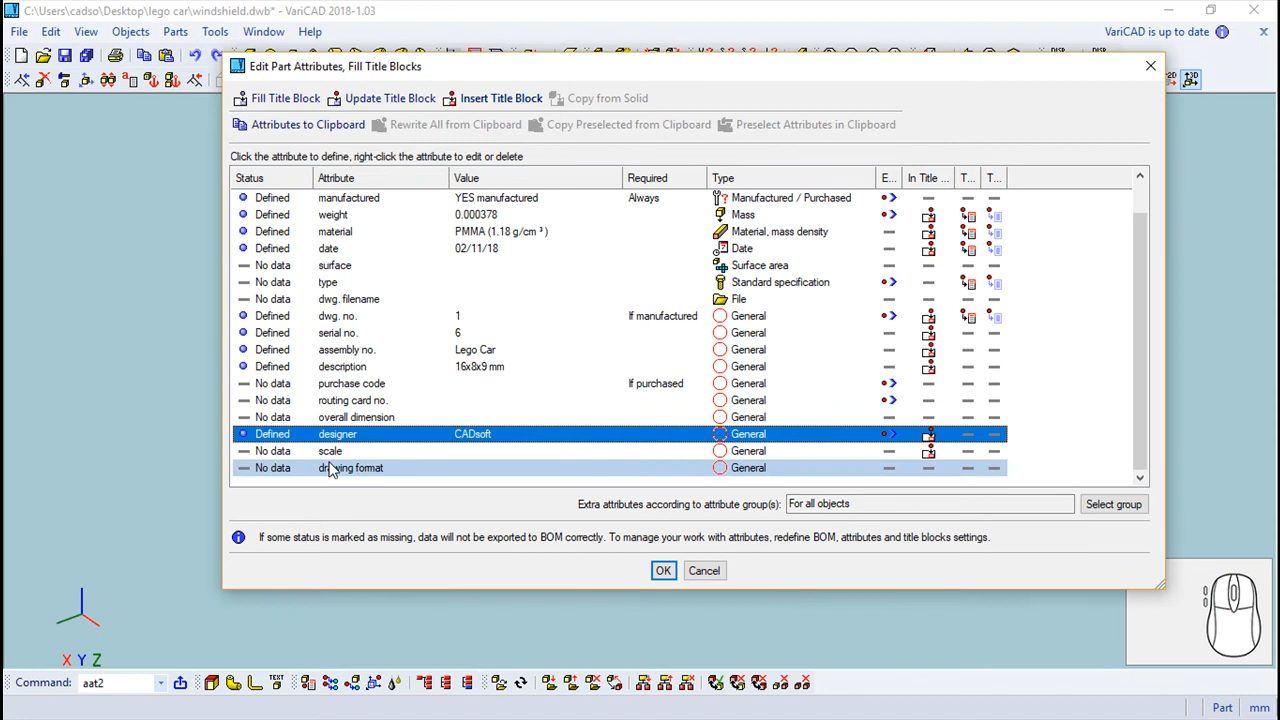 C:\Users\cadso\Desktop\lego car\windshield.dwb* - VariCAD 2018-1.03
File Edit View Objects Parts Tools Window Help VariCAD is up to date
Edit Part Attributes, Fill Title Blocks
Fill Title Block Update Title Block Insert Title Block Copy from Solid
Attributes to Clipboard Rewrite All from Clipboard Copy Preselected from Clipboard Preselect Attributes in Clipboard
Click the attribute to define, right-click the attribute to edit or delete
Status Attribute Value Required Type E... In Title ... T... T...
Defined manufactured YES manufactured Always Manufactured / Purchased
Defined weight 0.000378 Mass
Defined material PMMA (1.18 g/cm ³) Material, mass density
Defined date 02/11/18 Date
No data surface Surface area
No data type Standard specification
No data dwg. filename File
Defined dwg. no. 1 If manufactured General
Defined serial no. 6 General
Defined assembly no. Lego Car General
Defined description 16x8x9 mm General
No data purchase code If purchased General
No data routing card no. General
No data overall dimension General
Defined designer CADsoft General
No data scale General
No data drawing format General
Extra attributes according to attribute group(s): For all objects Select group
If some status is marked as missing, data will not be exported to BOM correctly. To manage your work with attributes, redefine BOM, attributes and title blocks settings.
OK Cancel
X Y Z
Command: aat2
Part mm